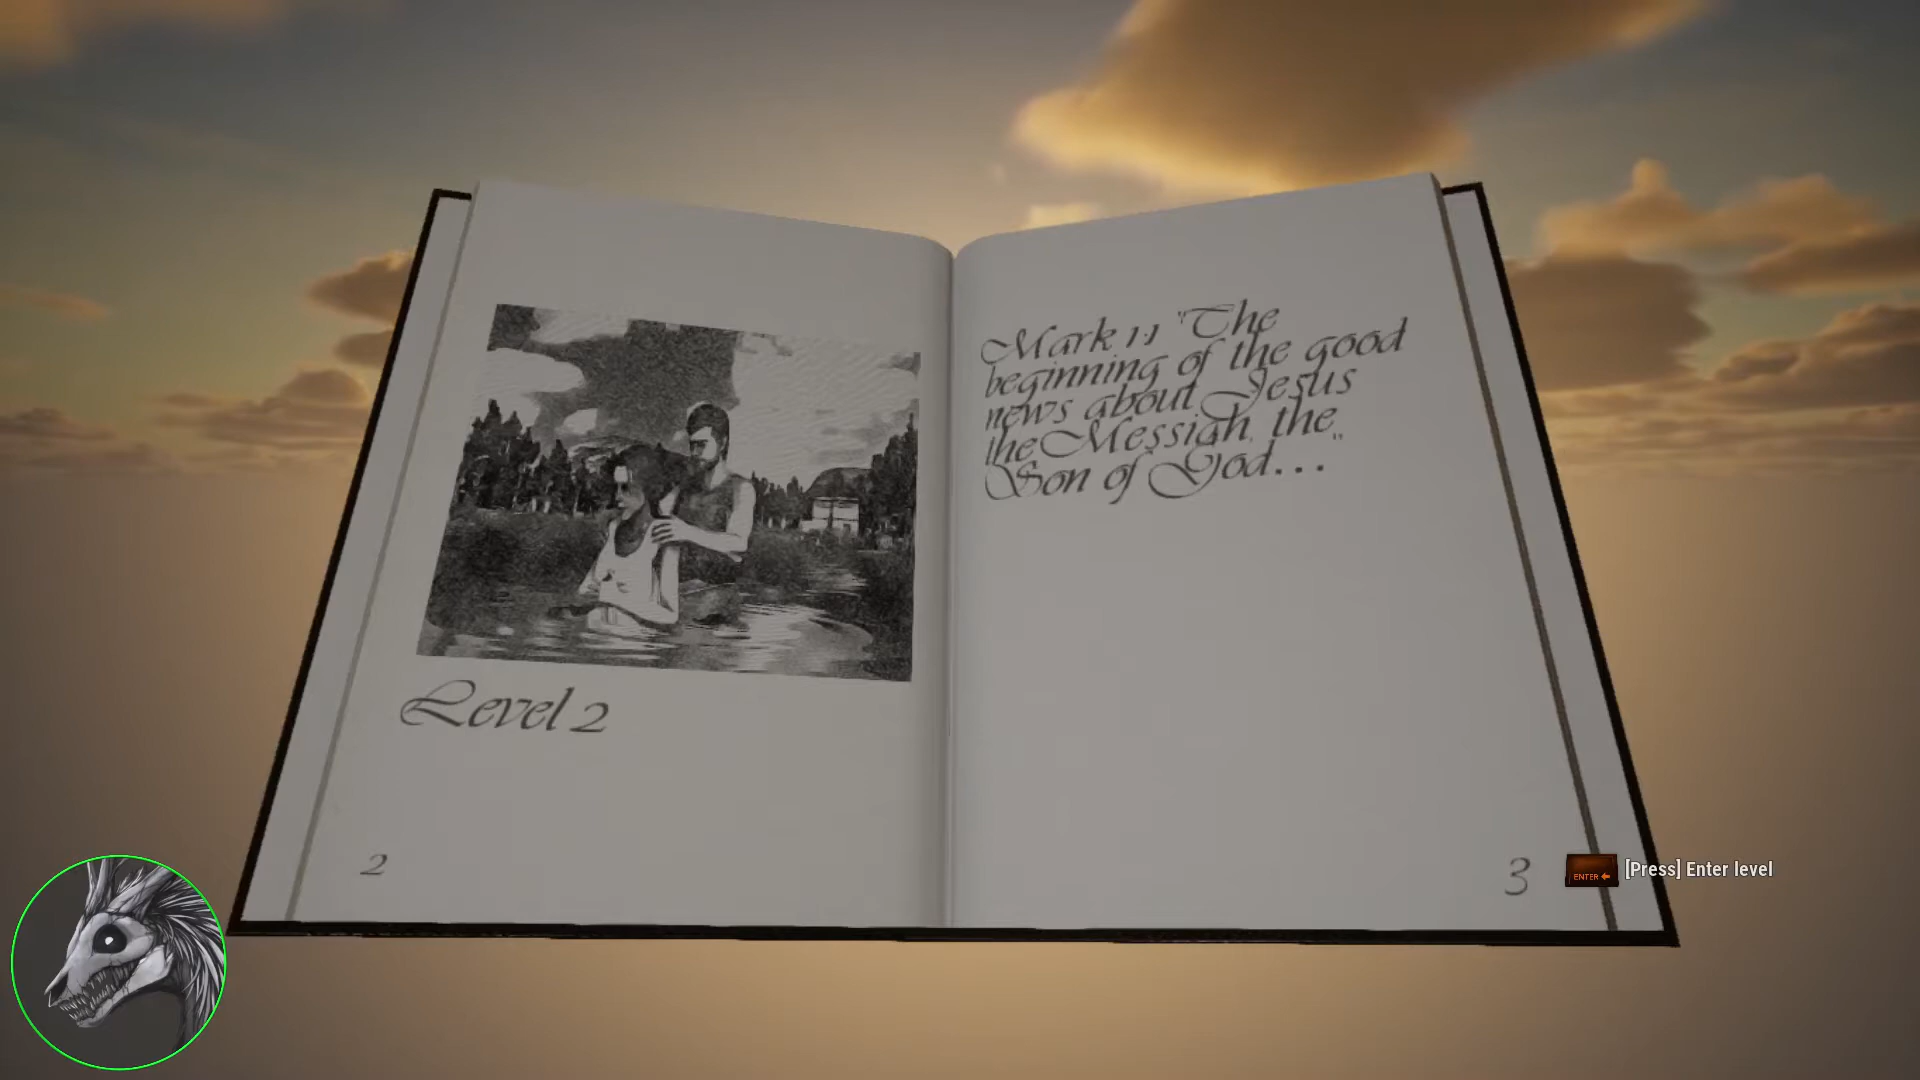 Level 2
2
Mark 1:1 "The
beginning of the good
news about Jesus
the Messiah, the
Son of God..."
3
ENTER
[Press] Enter level